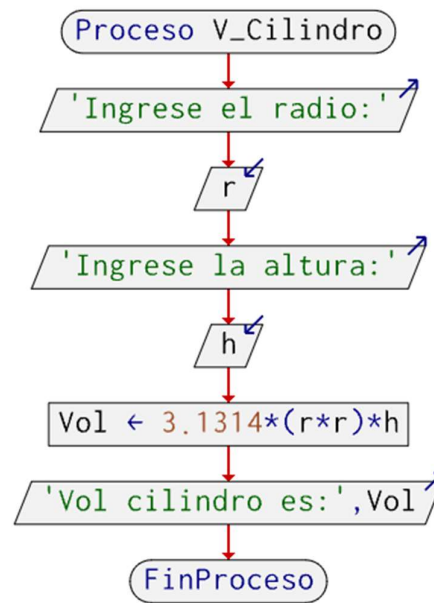 Proceso V_Cilindro
'Ingrese el radio:'
r
'Ingrese la altura:'
h
Vol ← 3.1314*(r*r)*h
'Vol cilindro es:',Vol
FinProceso